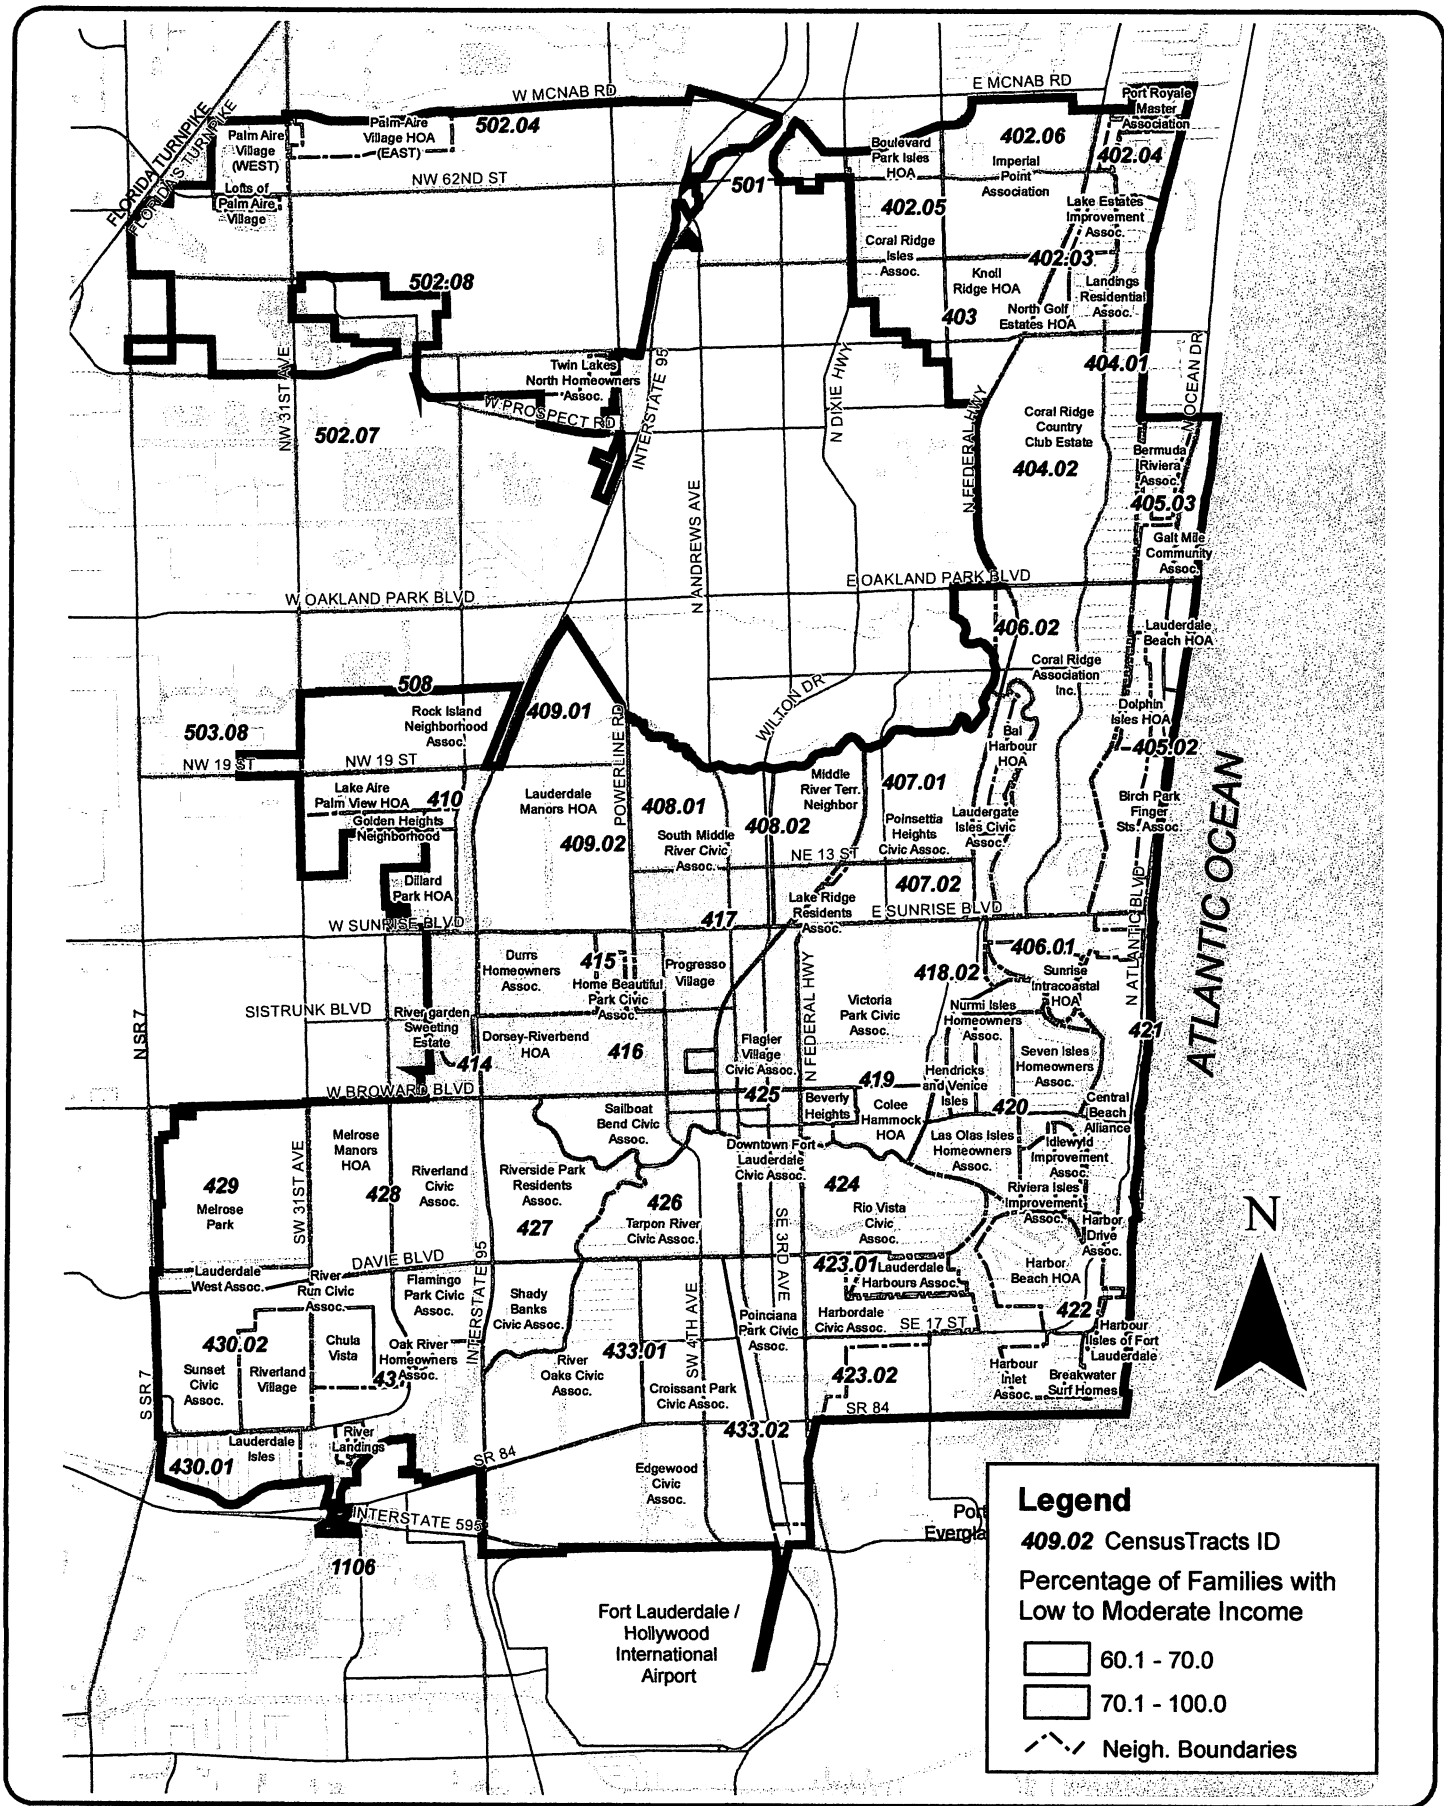 W MCNAB RD
E MCNAB RD
FLORIDA TURNPIKE
FLORIDA'S TURNPIKE
Palm Aire
Village
(WEST)
Palm-Aire
Village HOA
(EAST)
502.04
Port Royale
Master
Association
402.06
402.04
Boulevard
Park Isles
HOA
Imperial
Point
Association
NW 62ND ST
501
Lofts of
Palm Aire
Village
402.05
Lake Estates
Improvement
Assoc.
Coral Ridge
Isles
Assoc.
402.03
Knoll
Ridge HOA
Landings
Residential
Assoc.
502.08
403
North Golf
Estates HOA
NW 31ST AVE
Twin Lakes
North Homeowners
Assoc.
W PROSPECT RD
INTERSTATE 95
N DIXIE HWY
N FEDERAL HWY
404.01
N OCEAN DR
502.07
Coral Ridge
Country
Club Estate
404.02
Bermuda
Riviera
Assoc.
405.03
Galt Mile
Community
Assoc.
N ANDREWS AVE
W OAKLAND PARK BLVD
E OAKLAND PARK BLVD
406.02
Lauderdale
Beach HOA
Coral Ridge
Association
Inc.
508
Rock Island
Neighborhood
Assoc.
409.01
WILTON DR
Dolphin
Isles HOA
405.02
503.08
NW 19 ST
NW 19 ST
POWERLINE RD
Bal
Harbour
HOA
Lake Aire
Palm View HOA
410
Golden Heights
Neighborhood
Lauderdale
Manors HOA
408.01
Middle
River Terr.
Neighbor
407.01
Birch Park
Finger
Sts. Assoc.
409.02
South Middle
River Civic
Assoc.
408.02
Poinsettia
Heights
Civic Assoc.
Laudergate
Isles Civic
Assoc.
NE 13 ST
Dillard
Park HOA
407.02
Lake Ridge
Residents
Assoc.
W SUNRISE BLVD
417
E SUNRISE BLVD
N ATLANTIC BLVD
ATLANTIC OCEAN
Durrs
Homeowners
Assoc.
415
Home Beautiful
Park Civic
Assoc.
Progresso
Village
N FEDERAL HWY
418.02
406.01
Sunrise
Intracoastal
HOA
SISTRUNK BLVD
River garden
Sweeting
Estate
Victoria
Park Civic
Assoc.
Nurmi Isles
Homeowners
Assoc.
421
N SR 7
Dorsey-Riverbend
HOA
416
Flagler
Village
Civic Assoc.
Seven Isles
Homeowners
Assoc.
414
W BROWARD BLVD
425
419
Hendricks
and Venice
Isles
420
Central
Beach
Alliance
Sailboat
Bend Civic
Assoc.
Beverly
Heights
Colee
Hammock
HOA
Melrose
Manors
HOA
Downtown Fort
Lauderdale
Civic Assoc.
Las Olas Isles
Homeowners
Assoc.
Idlewyld
Improvement
Assoc.
SW 31ST AVE
429
Melrose
Park
428
Riverland
Civic
Assoc.
Riverside Park
Residents
Assoc.
427
426
Tarpon River
Civic Assoc.
424
Rio Vista
Civic
Assoc.
Riviera Isles
Improvement
Assoc.
Harbor
Drive
Assoc.
SE 3RD AVE
DAVIE BLVD
INTERSTATE 95
Lauderdale
West Assoc.
River
Run Civic
Assoc.
Flamingo
Park Civic
Assoc.
Shady
Banks
Civic Assoc.
423.01
Lauderdale
Harbours Assoc.
Harbor
Beach HOA
SW 4TH AVE
Poinciana
Park Civic
Assoc.
Harbordale
Civic Assoc.
SE 17 ST
422
Harbour
Isles of Fort
Lauderdale
430.02
Chula
Vista
Oak River
Homeowners
Assoc.
43
433.01
River
Oaks Civic
Assoc.
Sunset
Civic
Assoc.
Riverland
Village
Croissant Park
Civic Assoc.
423.02
Harbour
Inlet
Assoc.
Breakwater
Surf Homes
S SR 7
SR 84
433.02
Lauderdale
Isles
River
Landings
SR 84
430.01
Edgewood
Civic
Assoc.
INTERSTATE 595
Port
Evergla
1106
Fort Lauderdale /
Hollywood
International
Airport
N
Legend
409.02 CensusTracts ID
Percentage of Families with
Low to Moderate Income
60.1 - 70.0
70.1 - 100.0
Neigh. Boundaries